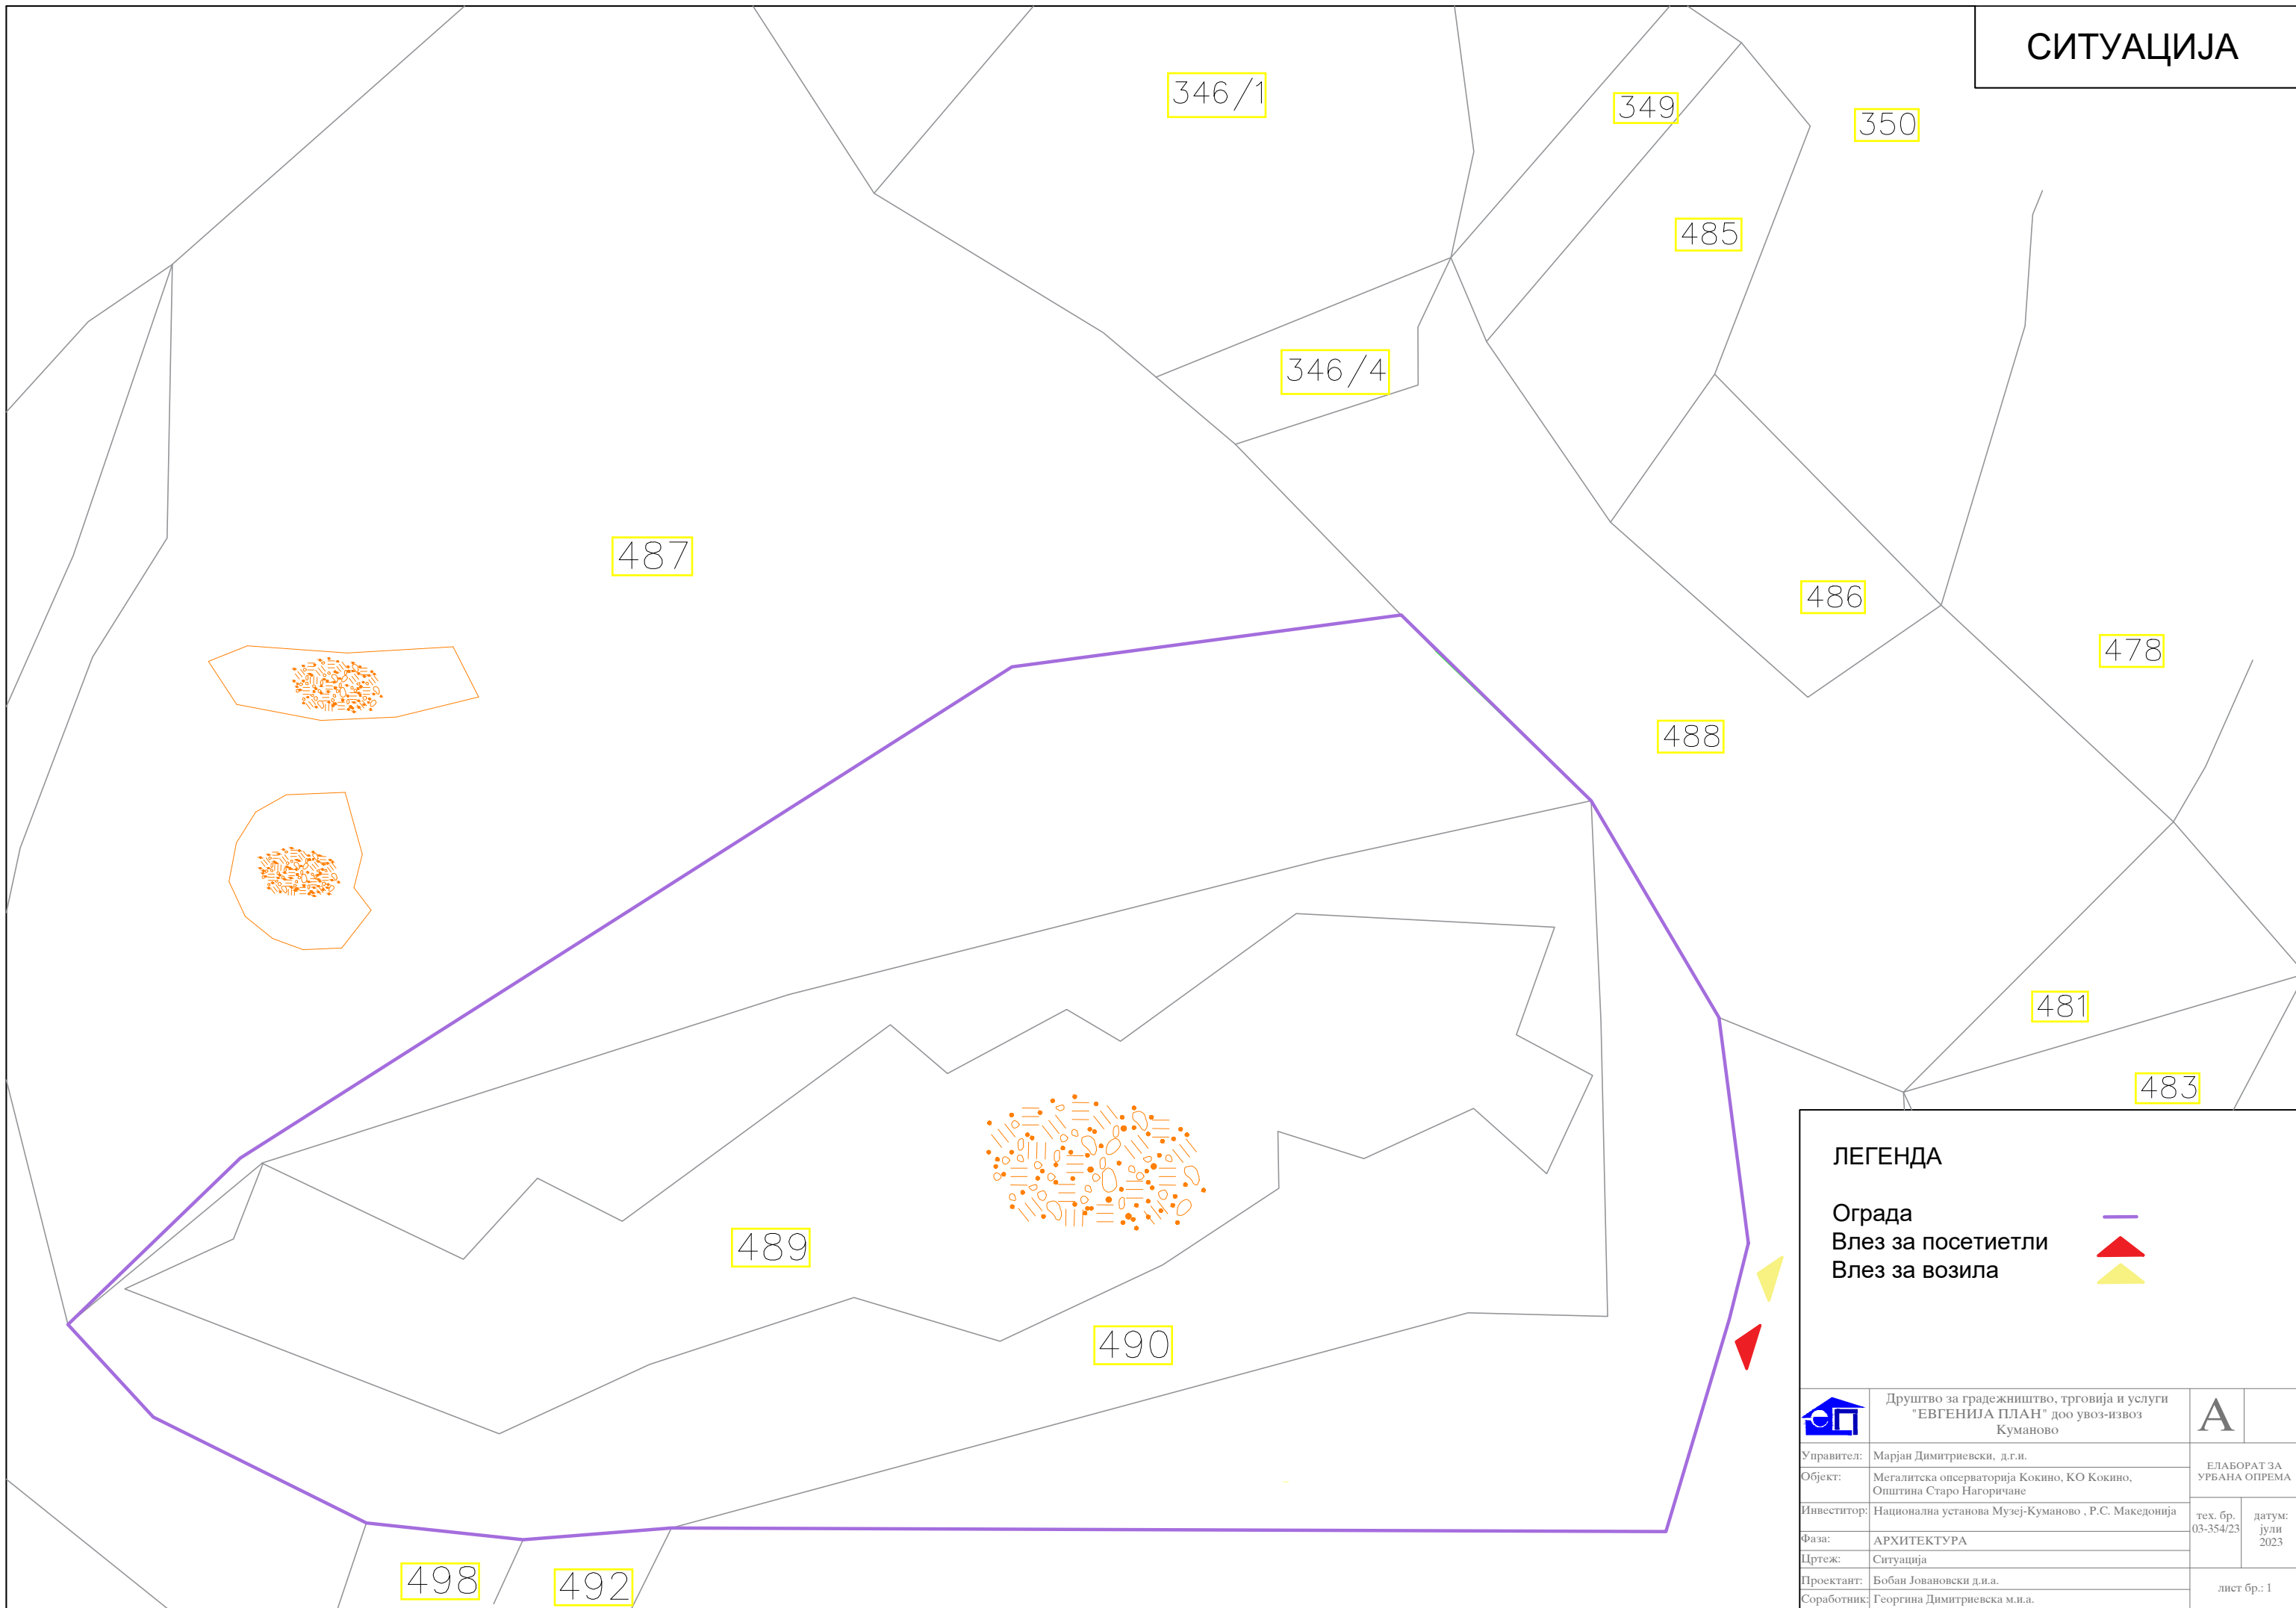 СИТУАЦИЈА
346/1
349
350
485
346/4
487
486
478
488
481
483
489
490
498
492
ЛЕГЕНДА
Ограда
Влез за посетиетли
Влез за возила
еП
Друштво за градежништво, трговија и услуги
"ЕВГЕНИЈА ПЛАН" доо увоз-извоз
Куманово
А
Управител: Марјан Димитриевски, д.г.и.
Објект: Мегалитска опсерваторија Кокино, КО Кокино,
Општина Старо Нагоричане
ЕЛАБОРАТ ЗА
УРБАНА ОПРЕМА
Инвеститор: Национална установа Музеј-Куманово , Р.С. Македонија
тех. бр.
03-354/23
датум:
јули
2023
Фаза: АРХИТЕКТУРА
Цртеж: Ситуација
Проектант: Бобан Јовановски д.и.а.
Соработник: Георгина Димитриевска м.и.а.
лист бр.: 1